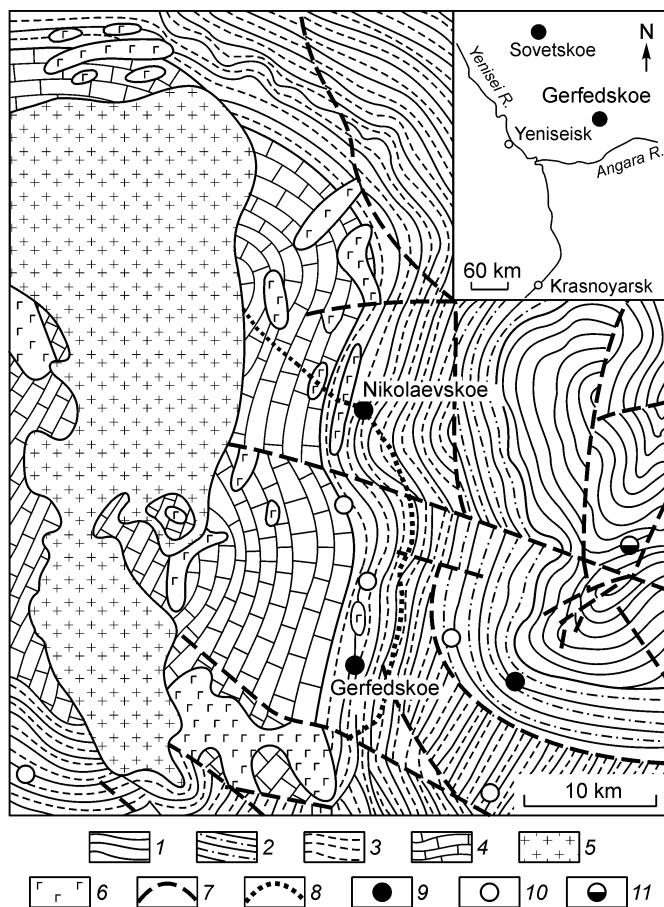 N
Sovetskoe
Yenisei R.
Gerfedskoe
Yeniseisk
Angara R.
60 km
Krasnoyarsk
Nikolaevskoe
Gerfedskoe
10 km
1 2 3 4 5
6 7 8 9 10 11